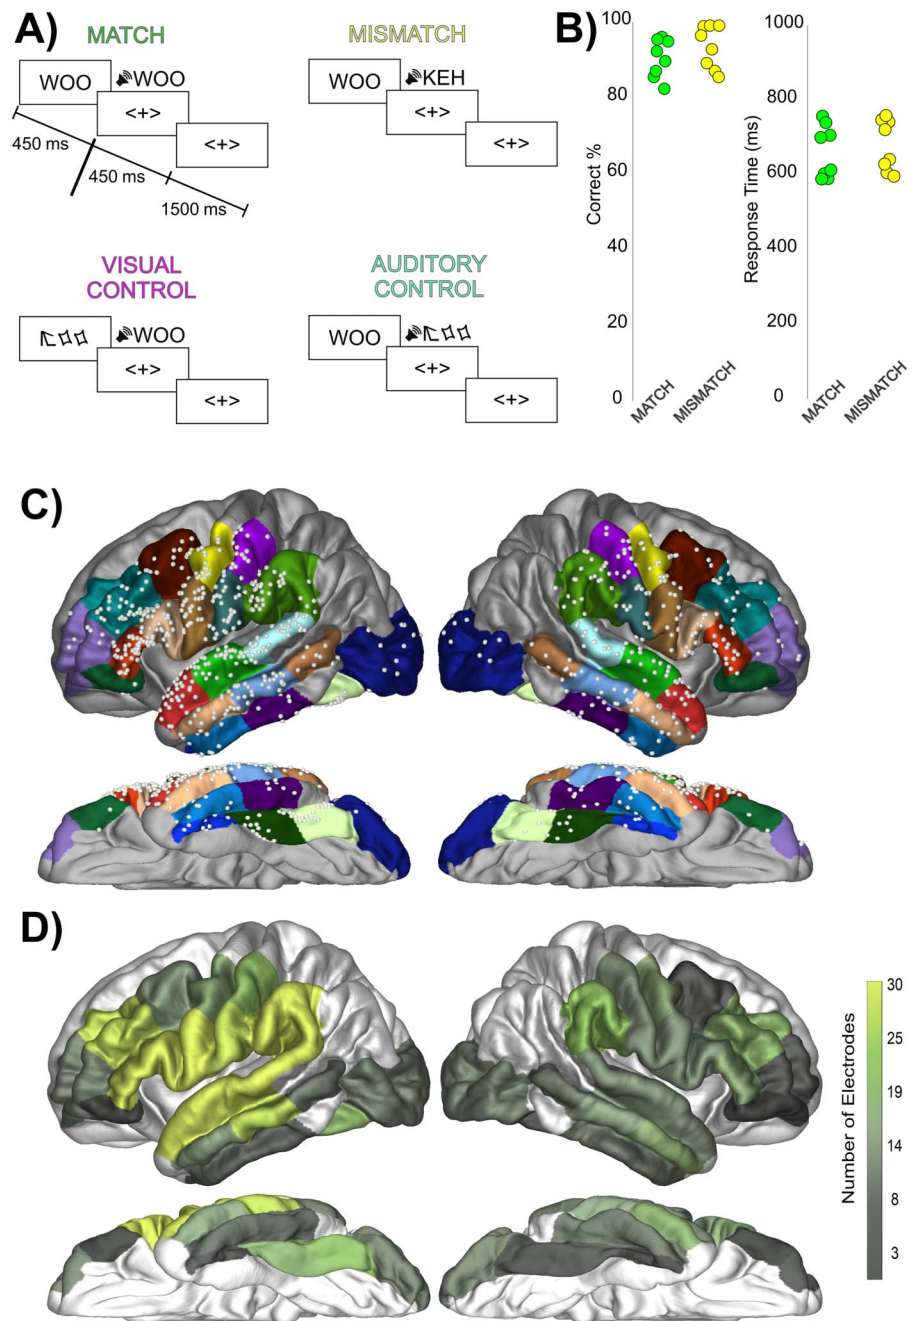 A)
MATCH
WOO
WOO
<+>
<+>
450 ms
450 ms
1500 ms
MISMATCH
WOO
KEH
<+>
<+>
VISUAL
CONTROL
WOO
<+>
<+>
AUDITORY
CONTROL
WOO
<+>
<+>
B)
Correct %
100
80
60
40
20
0
MATCH
MISMATCH
Response Time (ms)
1000
800
600
400
200
0
MATCH
MISMATCH
C)
D)
Number of Electrodes
30
25
19
14
8
3